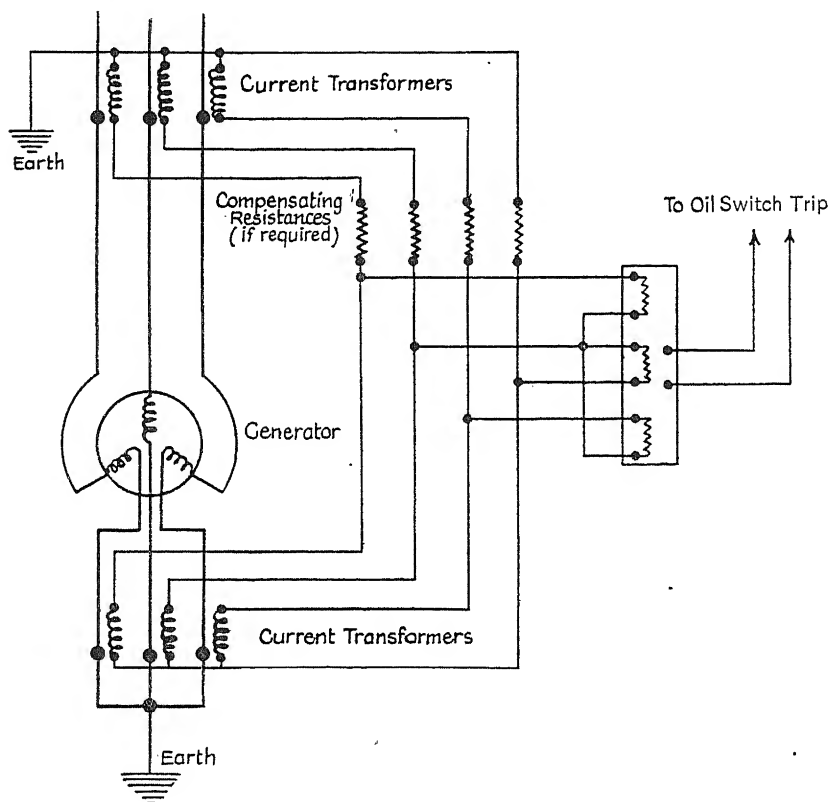 Current Transformers
Earth
Compensating
Resistances
(if required)
To Oil Switch Trip
Generator
Current Transformers
Earth